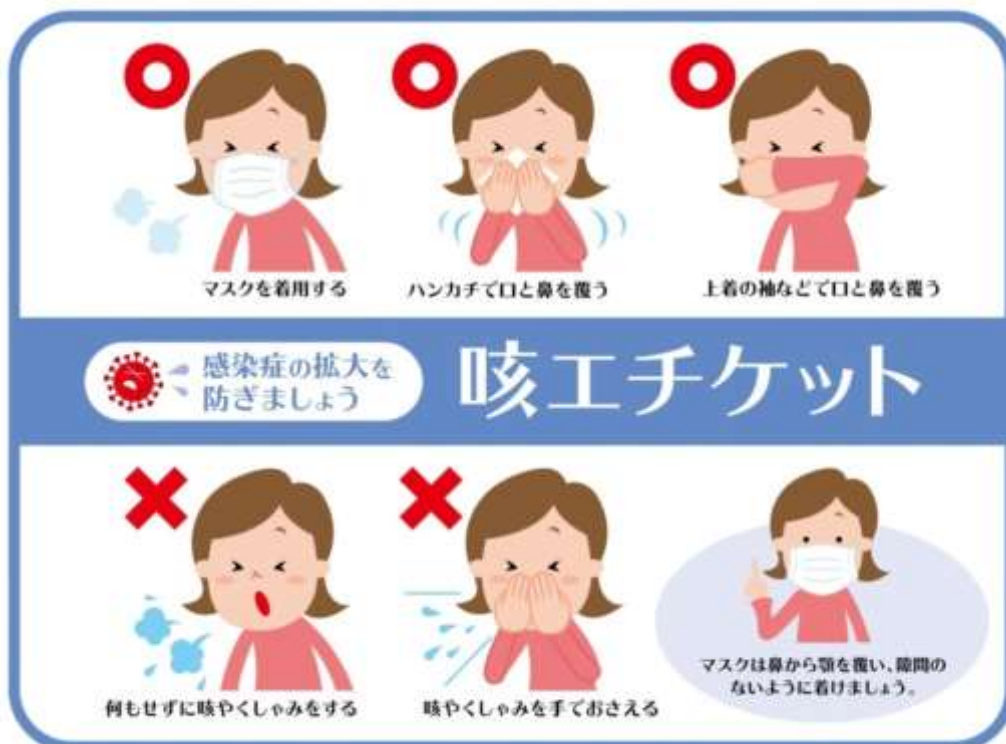 マスクを着用する
ハンカチで口と鼻を覆う
上着の袖などで口と鼻を覆う
感染症の拡大を
防ぎましょう
咳エチケット
何もせずに咳やくしゃみをする
咳やくしゃみを手でおさえる
マスクは鼻から顎を覆い、隙間の
ないように着けましょう。